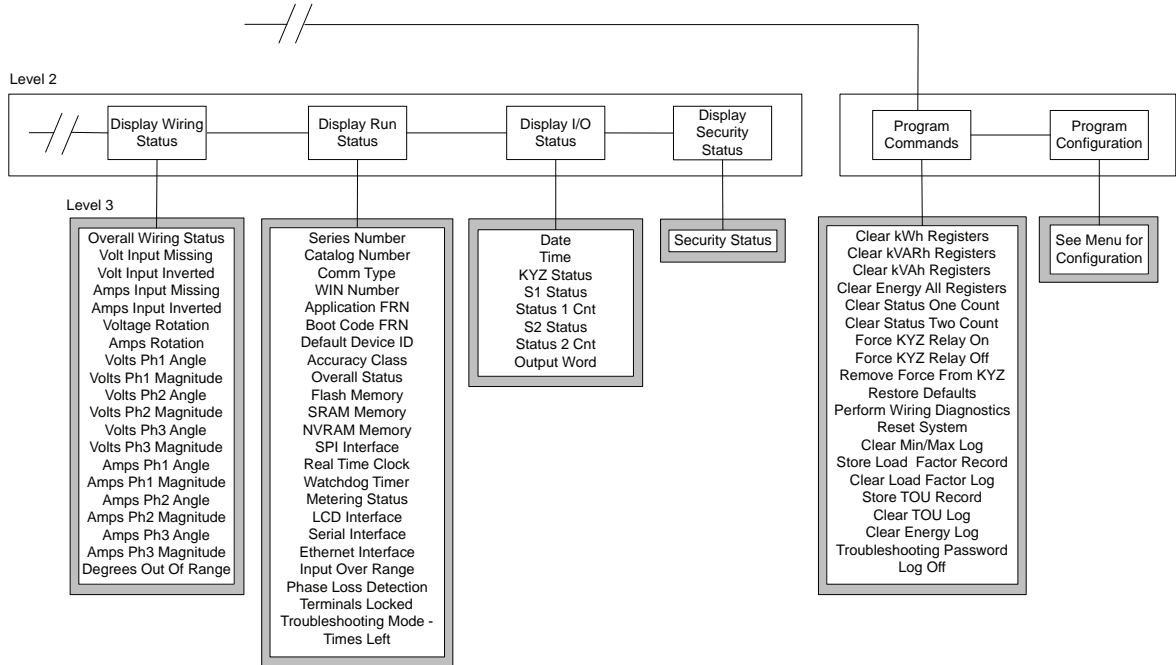 Level 2
Display Wiring
Status
Display Run
Status
Display I/O
Status
Display
Security
Status
Program
Commands
Program
Configuration
Level 3
Overall Wiring Status
Volt Input Missing
Volt Input Inverted
Amps Input Missing
Amps Input Inverted
Voltage Rotation
Amps Rotation
Volts Ph1 Angle
Volts Ph1 Magnitude
Volts Ph2 Angle
Volts Ph2 Magnitude
Volts Ph3 Angle
Volts Ph3 Magnitude
Amps Ph1 Angle
Amps Ph1 Magnitude
Amps Ph2 Angle
Amps Ph2 Magnitude
Amps Ph3 Angle
Amps Ph3 Magnitude
Degrees Out Of Range
Series Number
Catalog Number
Comm Type
WIN Number
Application FRN
Boot Code FRN
Default Device ID
Accuracy Class
Overall Status
Flash Memory
SRAM Memory
NVRAM Memory
SPI Interface
Real Time Clock
Watchdog Timer
Metering Status
LCD Interface
Serial Interface
Ethernet Interface
Input Over Range
Phase Loss Detection
Terminals Locked
Troubleshooting Mode -
Times Left
Date
Time
KYZ Status
S1 Status
Status 1 Cnt
S2 Status
Status 2 Cnt
Output Word
Security Status
Clear kWh Registers
Clear kVARh Registers
Clear kVAh Registers
Clear Energy All Registers
Clear Status One Count
Clear Status Two Count
Force KYZ Relay On
Force KYZ Relay Off
Remove Force From KYZ
Restore Defaults
Perform Wiring Diagnostics
Reset System
Clear Min/Max Log
Store Load Factor Record
Clear Load Factor Log
Store TOU Record
Clear TOU Log
Clear Energy Log
Troubleshooting Password
Log Off
See Menu for
Configuration